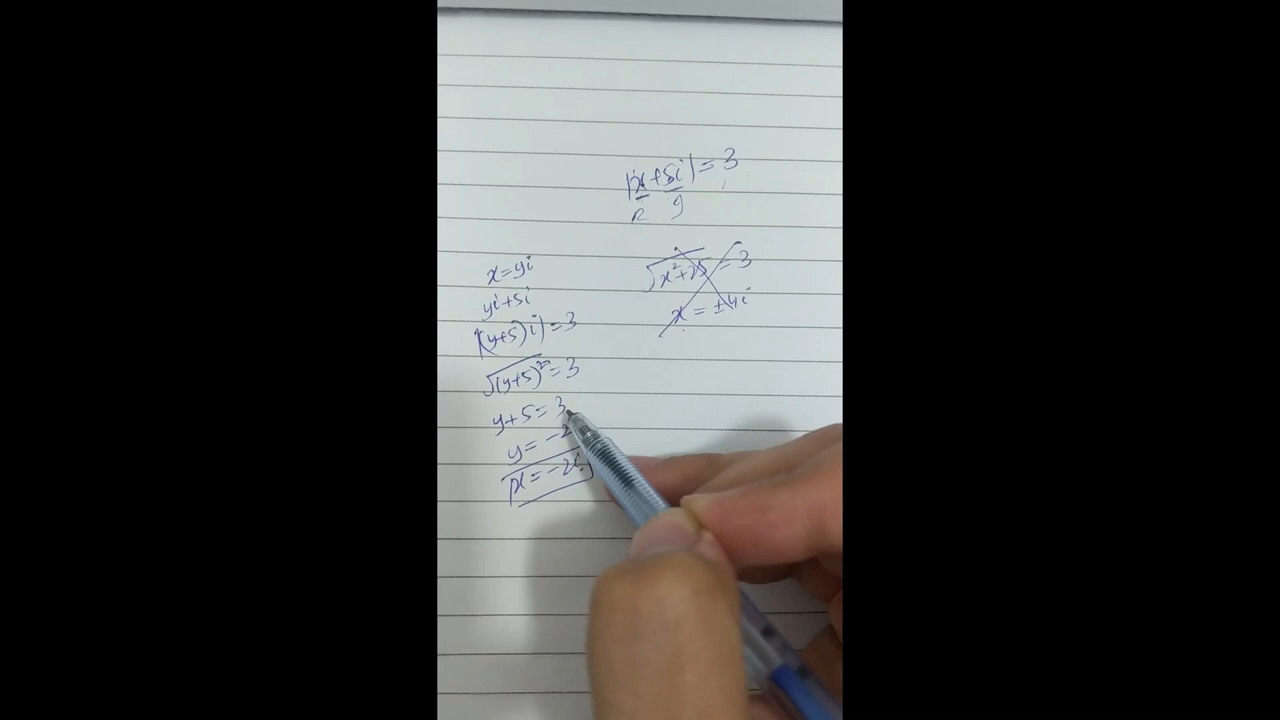 |x+5i|=3
x y
√x²+25 = 3
x = ±4i
x=yi
yi+5i
|(y+5)i|=3
√(y+5)² = 3
y+5=3
y=-2
x=-2i